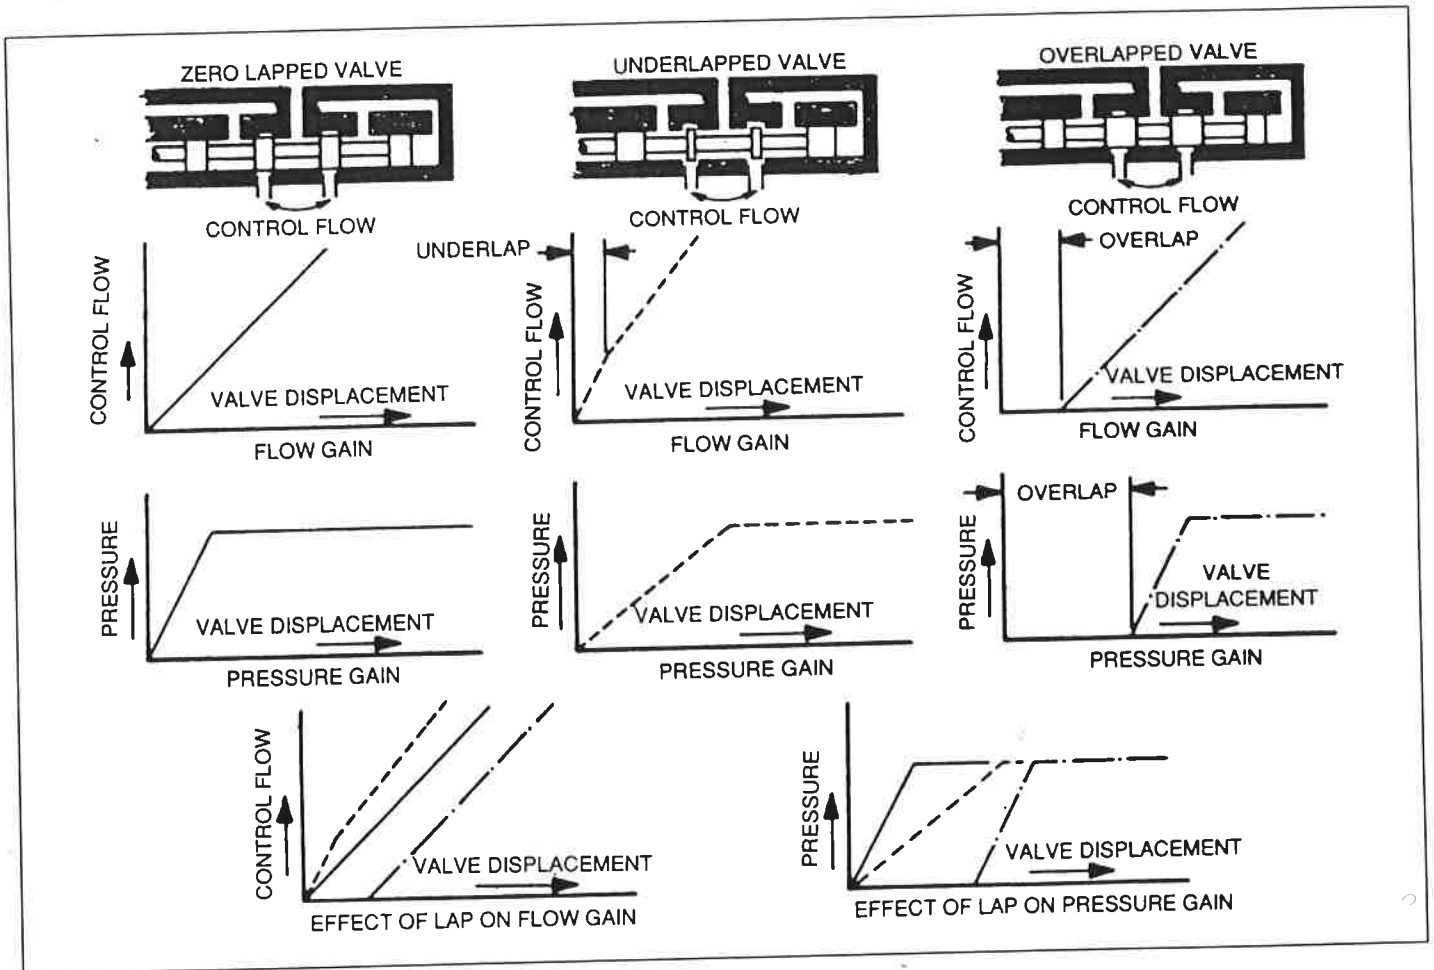 ZERO LAPPED VALVE
UNDERLAPPED VALVE
OVERLAPPED VALVE
CONTROL FLOW
CONTROL FLOW
CONTROL FLOW
CONTROL FLOW
VALVE DISPLACEMENT
FLOW GAIN
UNDERLAP
CONTROL FLOW
VALVE DISPLACEMENT
FLOW GAIN
OVERLAP
CONTROL FLOW
VALVE DISPLACEMENT
FLOW GAIN
PRESSURE
VALVE DISPLACEMENT
PRESSURE GAIN
PRESSURE
VALVE DISPLACEMENT
PRESSURE GAIN
OVERLAP
PRESSURE
VALVE
DISPLACEMENT
PRESSURE GAIN
CONTROL FLOW
VALVE DISPLACEMENT
EFFECT OF LAP ON FLOW GAIN
PRESSURE
VALVE DISPLACEMENT
EFFECT OF LAP ON PRESSURE GAIN